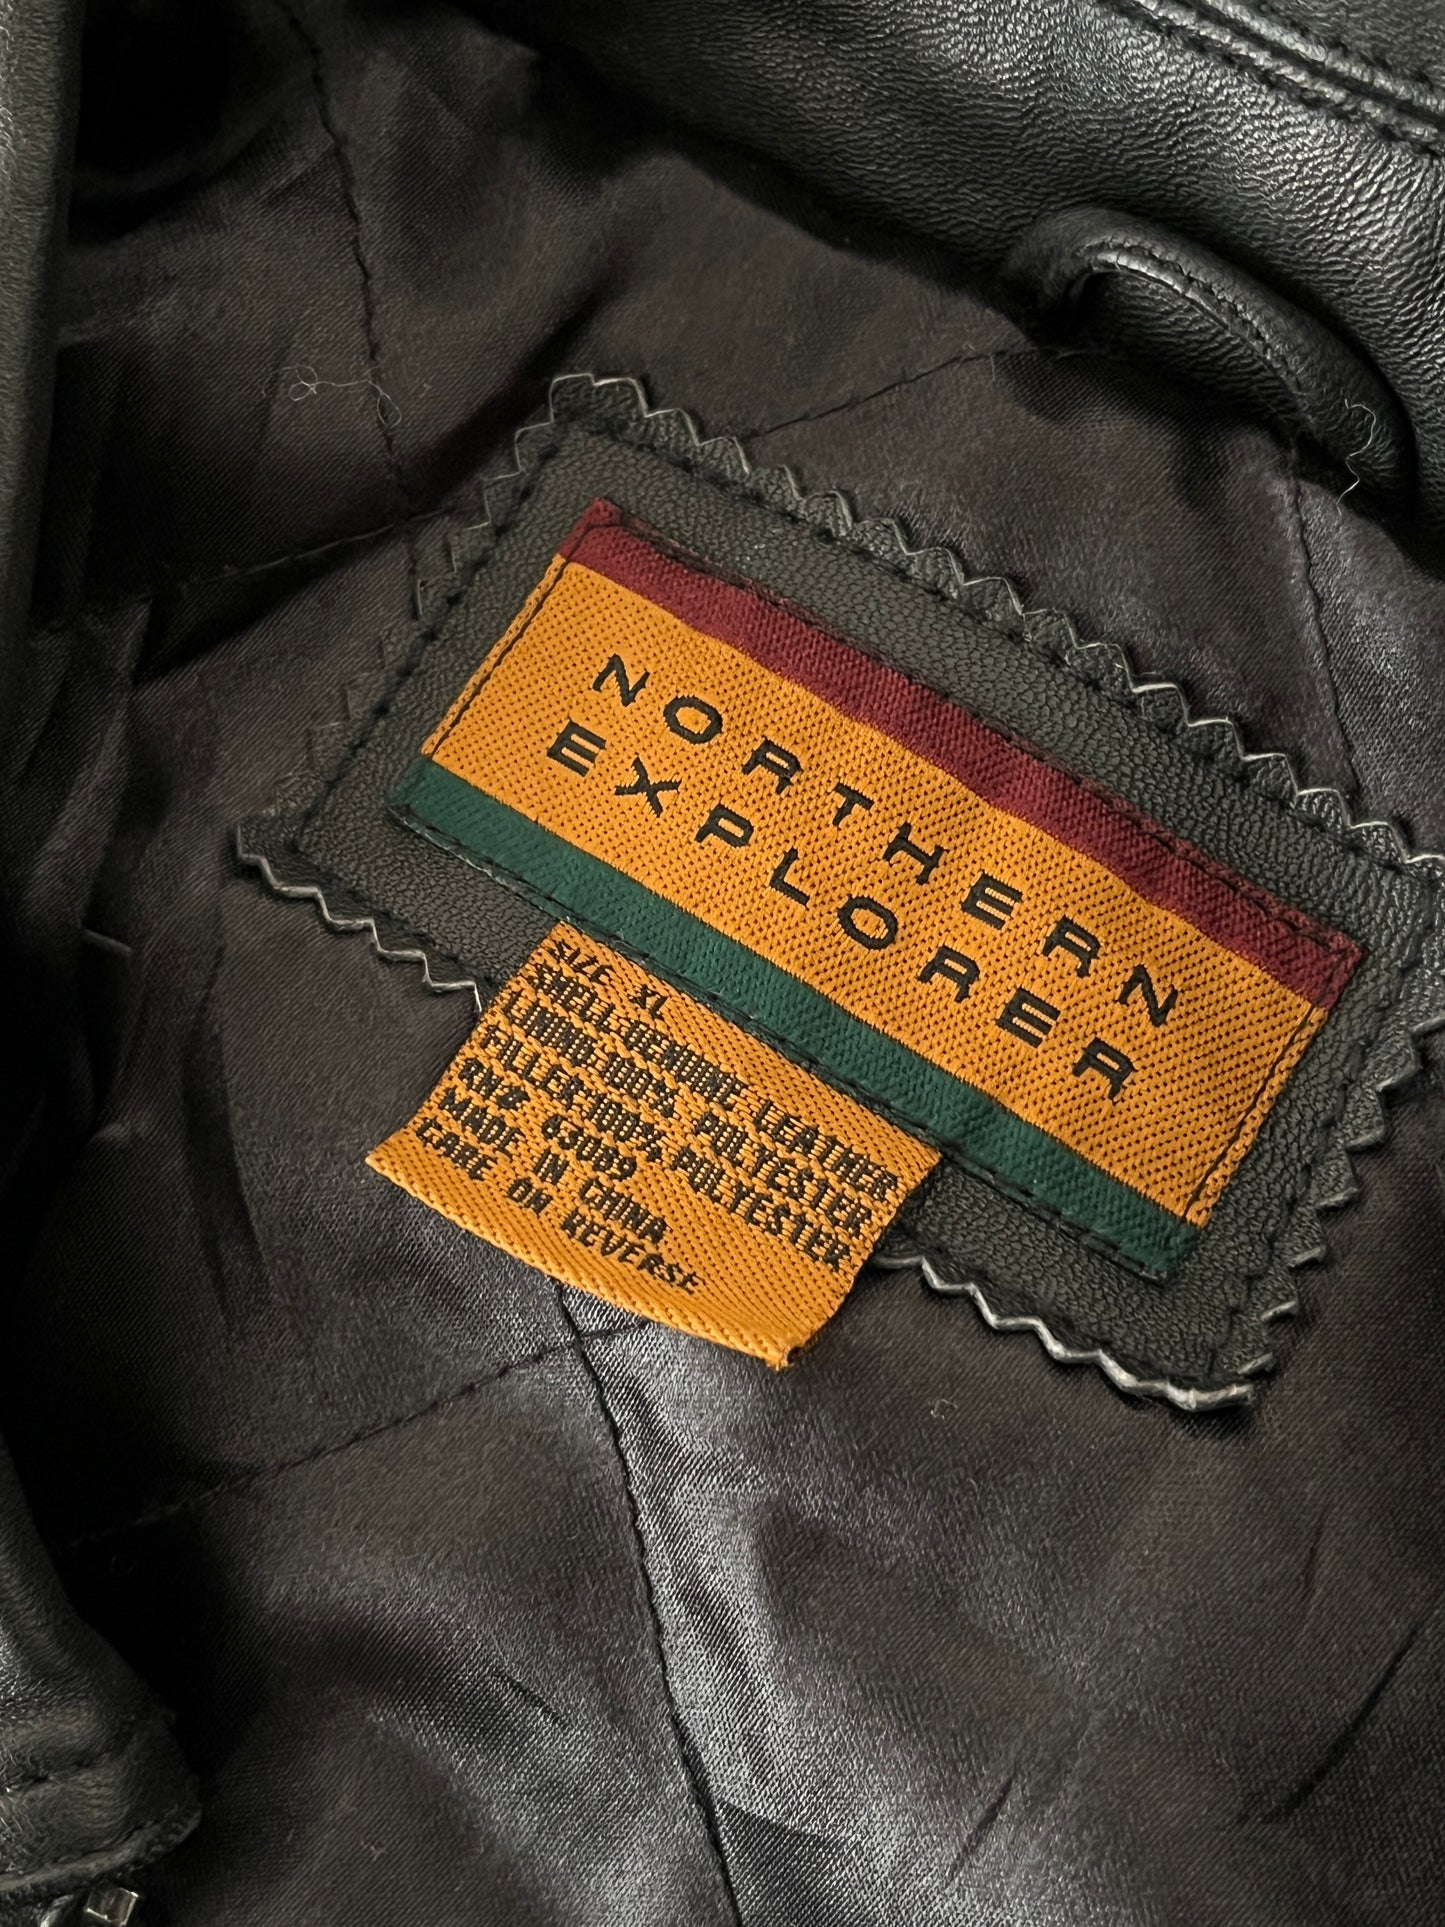 NORTHERN
EXPLORER
SIZE XL
SHELL:GENUINE LEATHER
LINING:100% POLYESTER
FILLER:100% POLYESTER
RN# 63009
MADE IN CHINA
CARE ON REVERSE